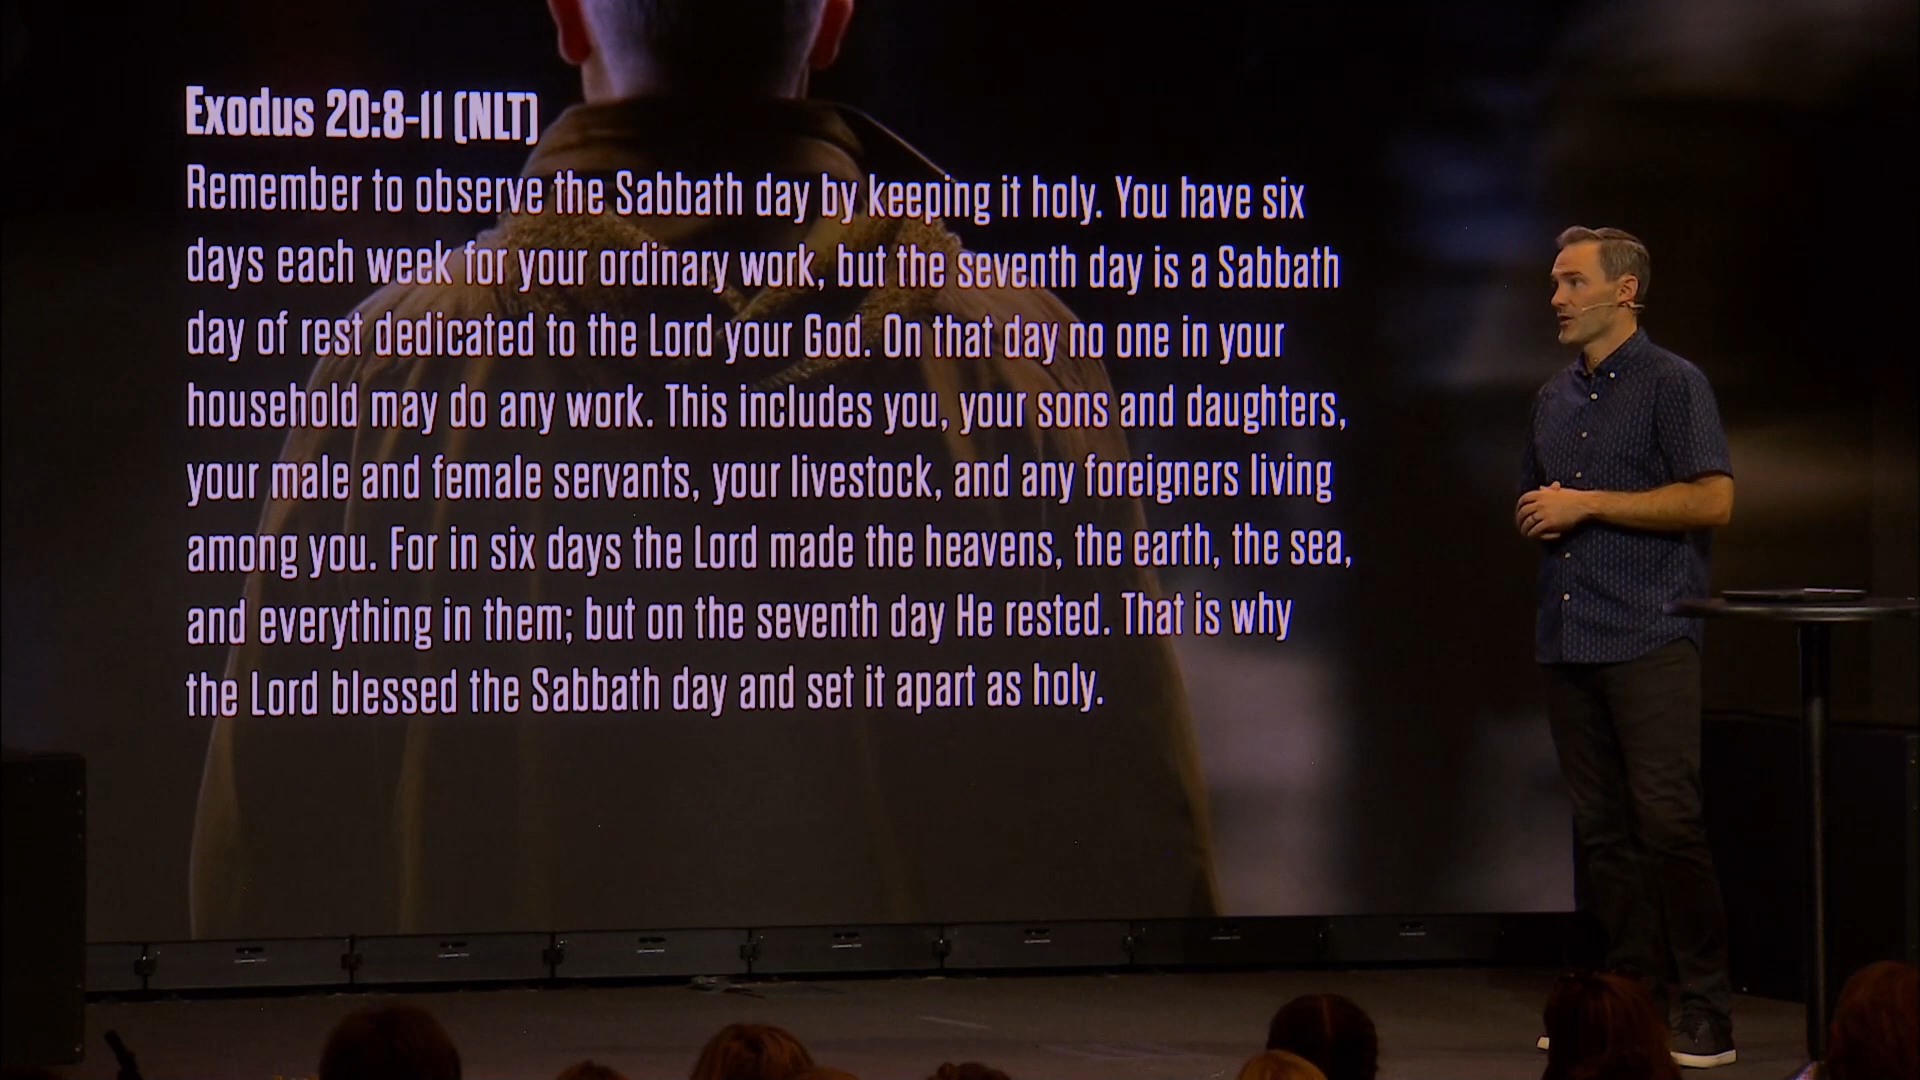 Exodus 20:8-11 (NLT)
Remember to observe the Sabbath day by keeping it holy. You have six
days each week for your ordinary work, but the seventh day is a Sabbath
day of rest dedicated to the Lord your God. On that day no one in your
household may do any work. This includes you, your sons and daughters,
your male and female servants, your livestock, and any foreigners living
among you. For in six days the Lord made the heavens, the earth, the sea,
and everything in them; but on the seventh day He rested. That is why
the Lord blessed the Sabbath day and set it apart as holy.